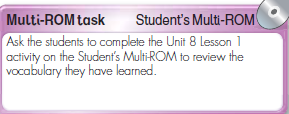 Multi-ROM task Student's Multi-ROM
Ask the students to complete the Unit 8 Lesson 1
activity on the Student's Multi-ROM to review the
vocabulary they have learned.